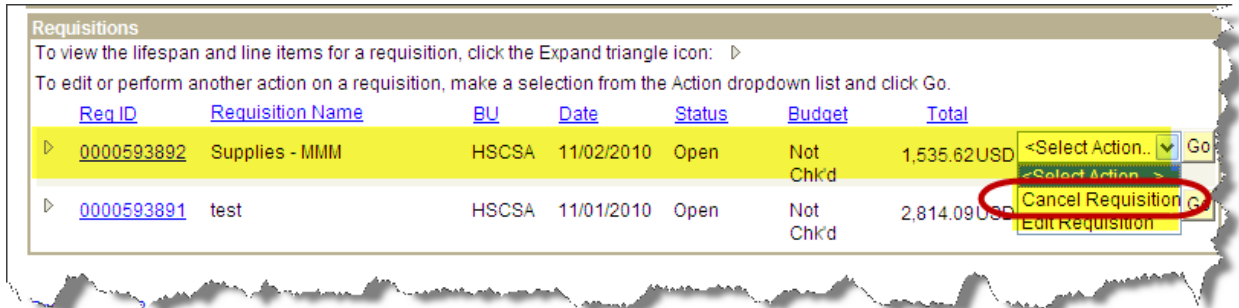 Requisitions
To view the lifespan and line items for a requisition, click the Expand triangle icon:
To edit or perform another action on a requisition, make a selection from the Action dropdown list and click Go.
Req ID Requisition Name BU Date Status Budget Total
0000593892 Supplies - MMM HSCSA 11/02/2010 Open Not Chk'd 1,535.62 USD <Select Action.. Go
<Select Action...>
Cancel Requisition
Edit Requisition
0000593891 test HSCSA 11/01/2010 Open Not Chk'd 2,814.09 USD Go